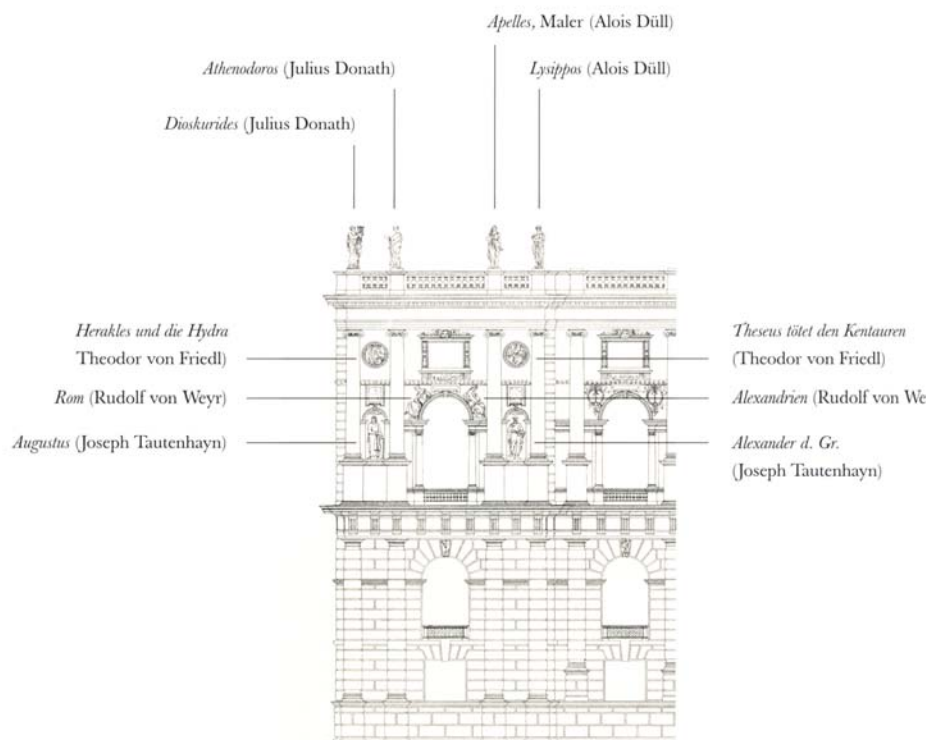 Apelles, Maler (Alois Düll)
Athenodoros (Julius Donath)
Lysippos (Alois Düll)
Dioskurides (Julius Donath)
Herakles und die Hydra
Theodor von Friedl)
Theseus tötet den Kentauren
(Theodor von Friedl)
Rom (Rudolf von Weyr)
Alexandrien (Rudolf von We
Augustus (Joseph Tautenhayn)
Alexander d. Gr.
(Joseph Tautenhayn)